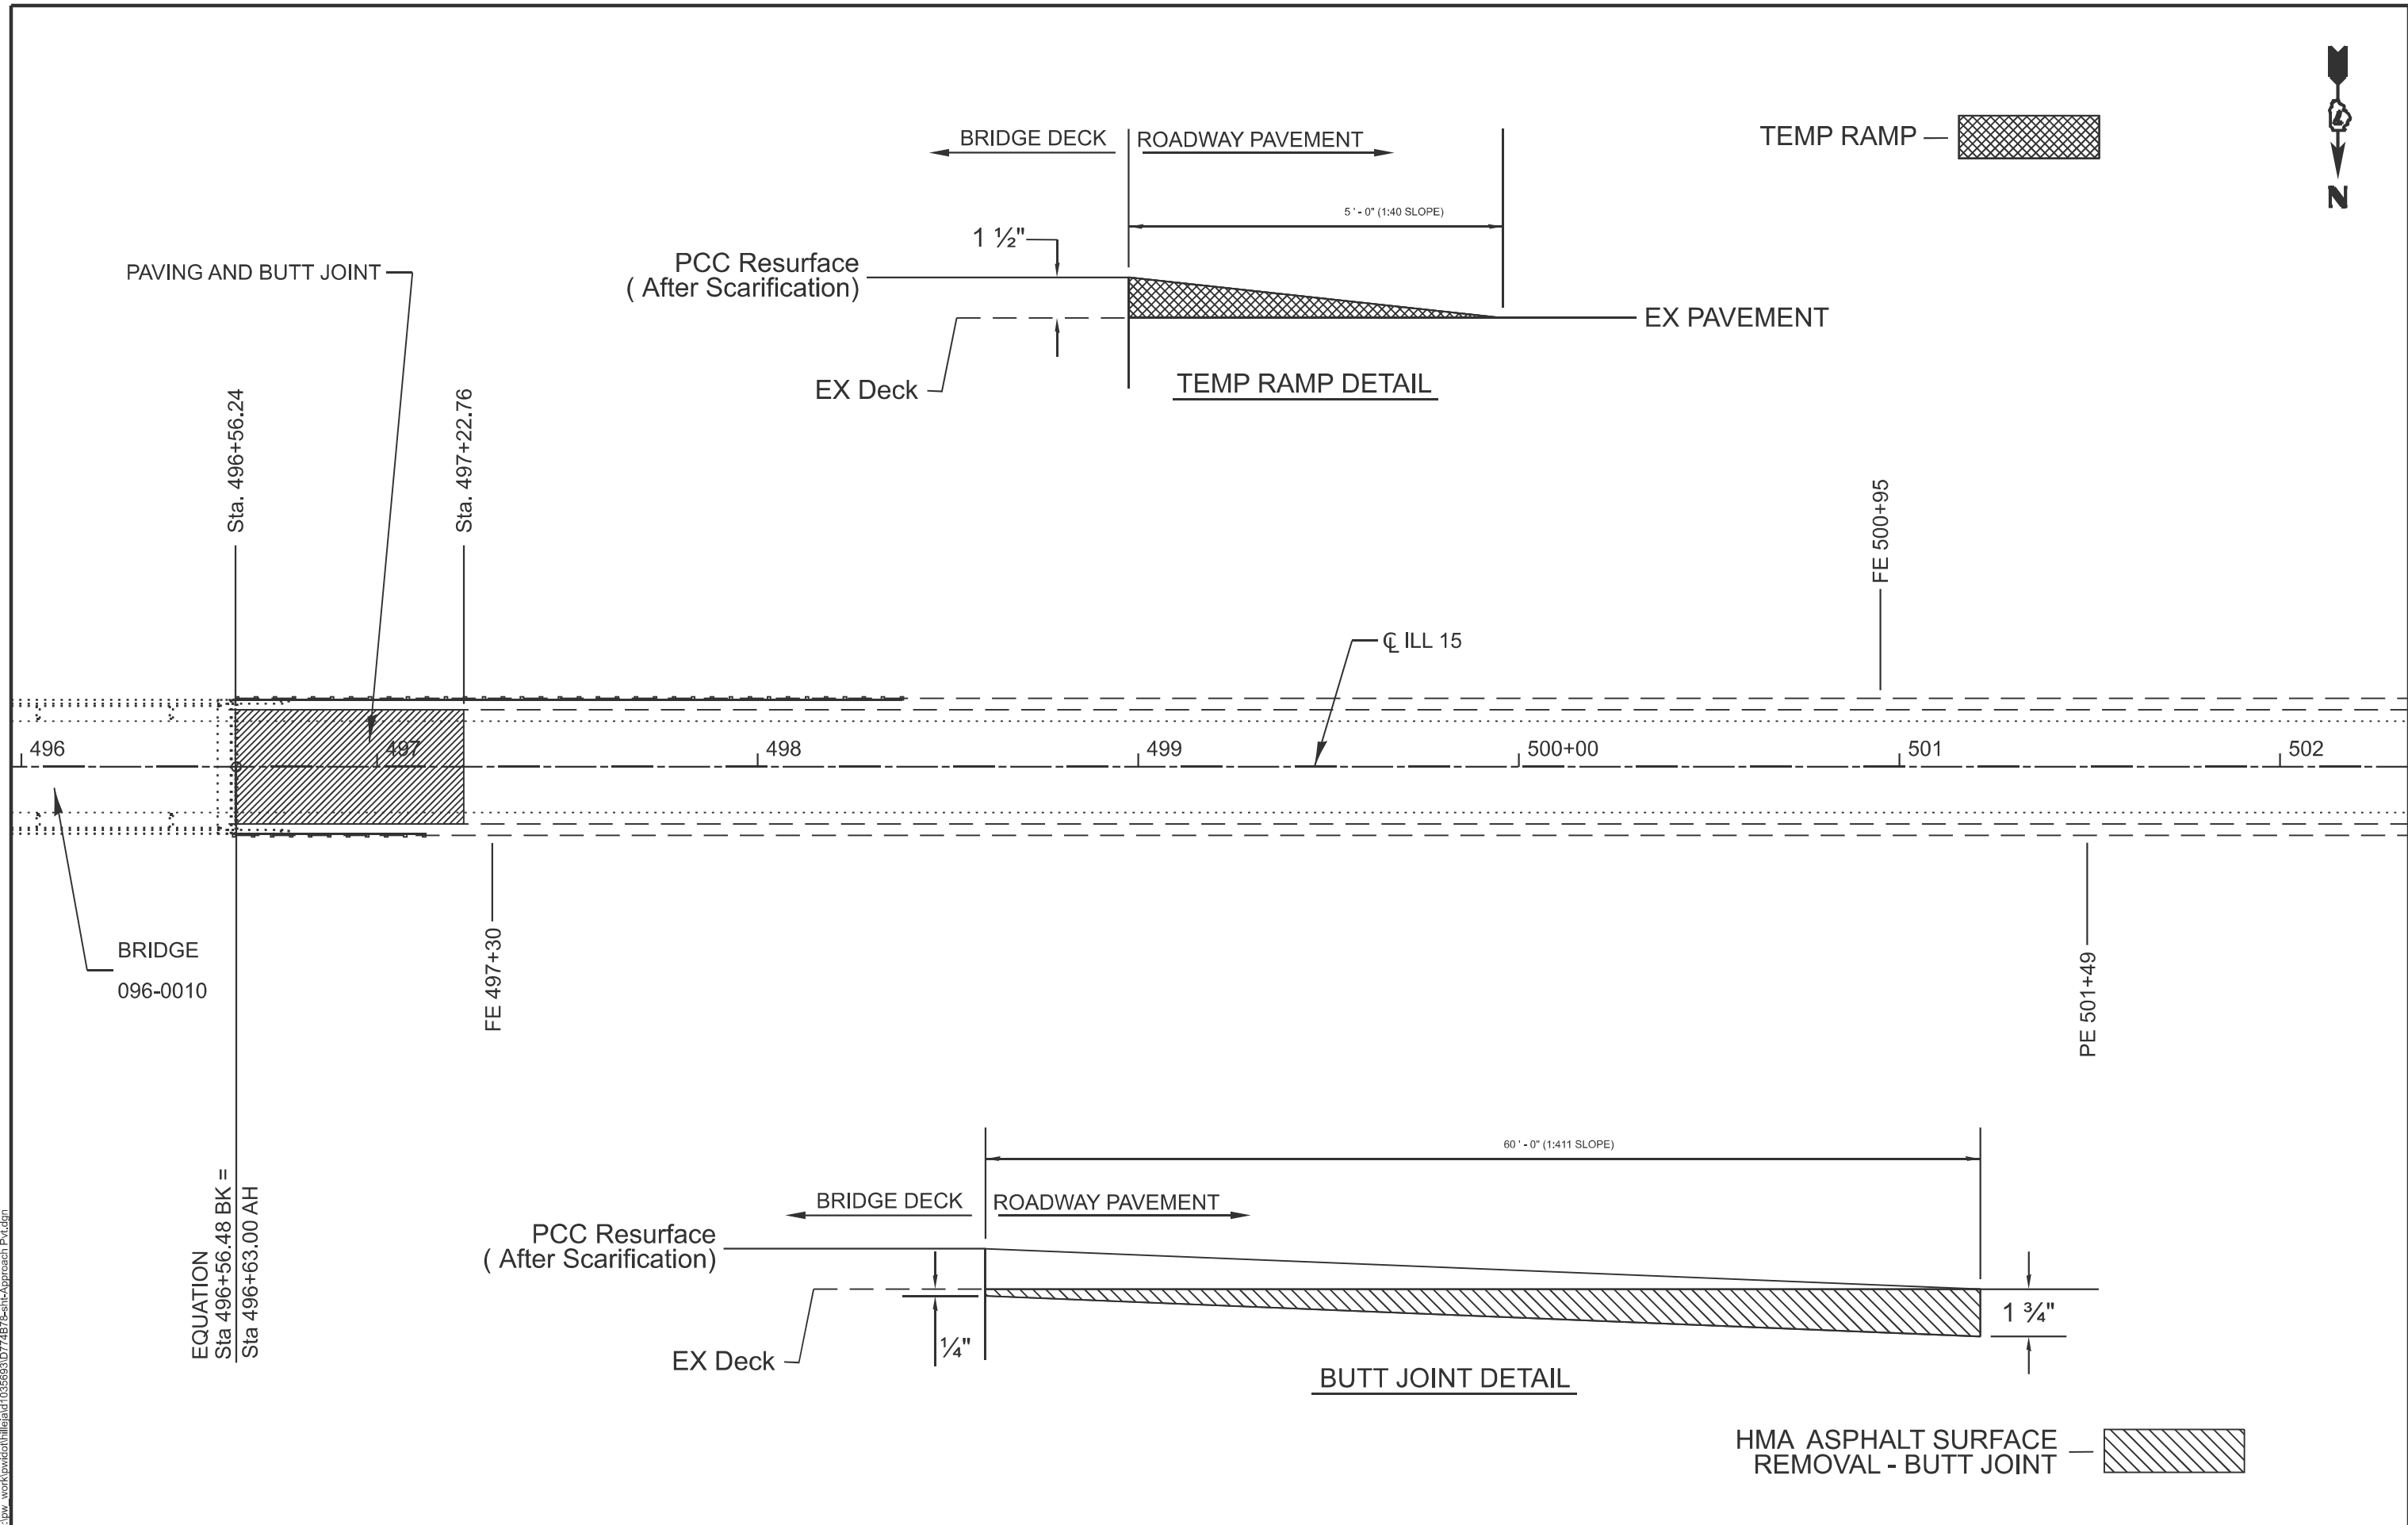 BRIDGE DECK
ROADWAY PAVEMENT
TEMP RAMP
5 ' - 0" (1:40 SLOPE)
N
1 ½"
PCC Resurface
( After Scarification)
PAVING AND BUTT JOINT
EX PAVEMENT
EX Deck
TEMP RAMP DETAIL
Sta. 496+56.24
Sta. 497+22.76
FE 500+95
℄ ILL 15
496
497
498
499
500+00
501
502
BRIDGE
096-0010
FE 497+30
PE 501+49
EQUATION
Sta 496+56.48 BK =
Sta 496+63.00 AH
60 ' - 0" (1:411 SLOPE)
BRIDGE DECK
ROADWAY PAVEMENT
PCC Resurface
( After Scarification)
EX Deck
¼"
1 ¾"
BUTT JOINT DETAIL
HMA ASPHALT SURFACE
REMOVAL - BUTT JOINT